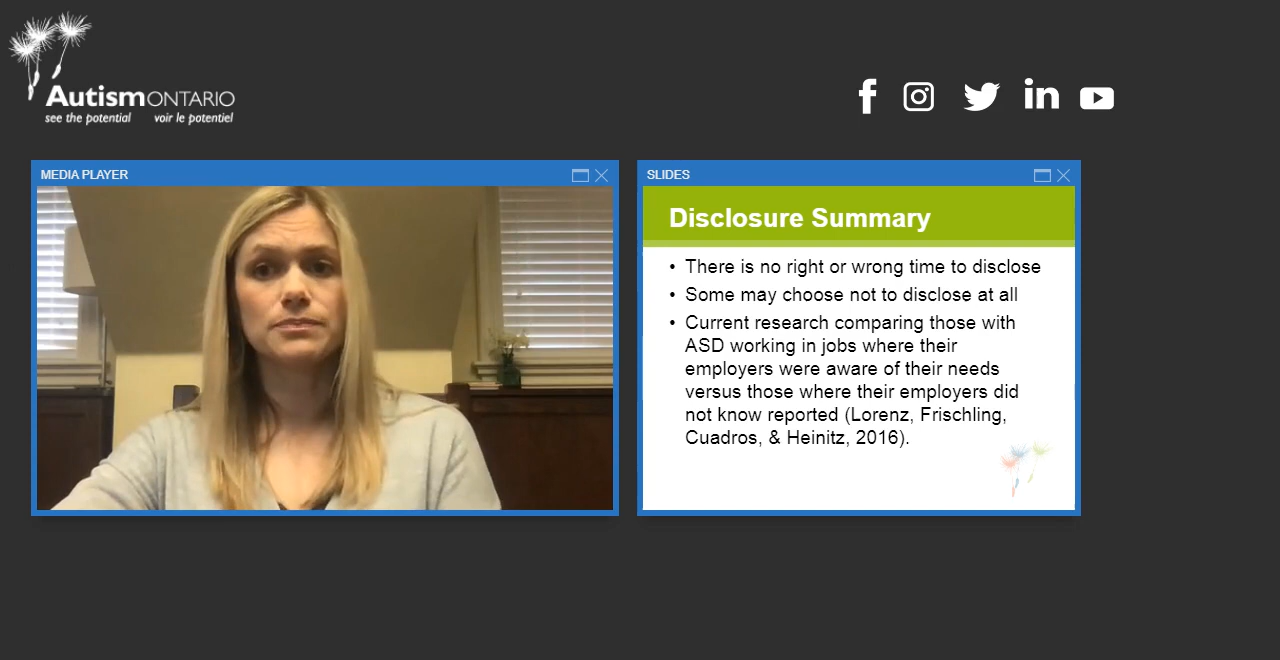 Autism ONTARIO
see the potential voir le potentiel
MEDIA PLAYER
SLIDES
Disclosure Summary
• There is no right or wrong time to disclose
• Some may choose not to disclose at all
• Current research comparing those with
ASD working in jobs where their
employers were aware of their needs
versus those where their employers did
not know reported (Lorenz, Frischling,
Cuadros, & Heinitz, 2016).